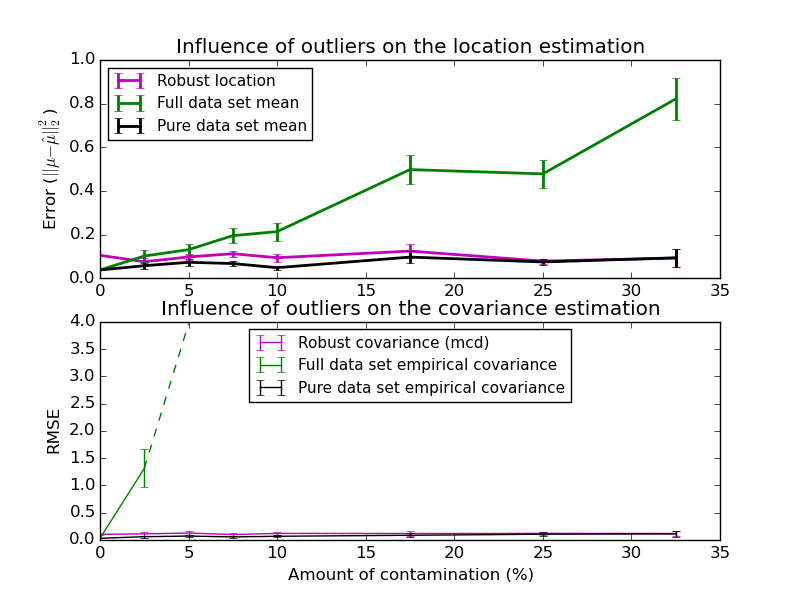 Influence of outliers on the location estimation
1.0
0.8
0.6
0.4
0.2
0.0
Error (||μ−μ̂||₂²)
Robust location
Full data set mean
Pure data set mean
0 5 10 15 20 25 30 35
Influence of outliers on the covariance estimation
4.0
3.5
3.0
2.5
2.0
1.5
1.0
0.5
0.0
RMSE
Robust covariance (mcd)
Full data set empirical covariance
Pure data set empirical covariance
0 5 10 15 20 25 30 35
Amount of contamination (%)